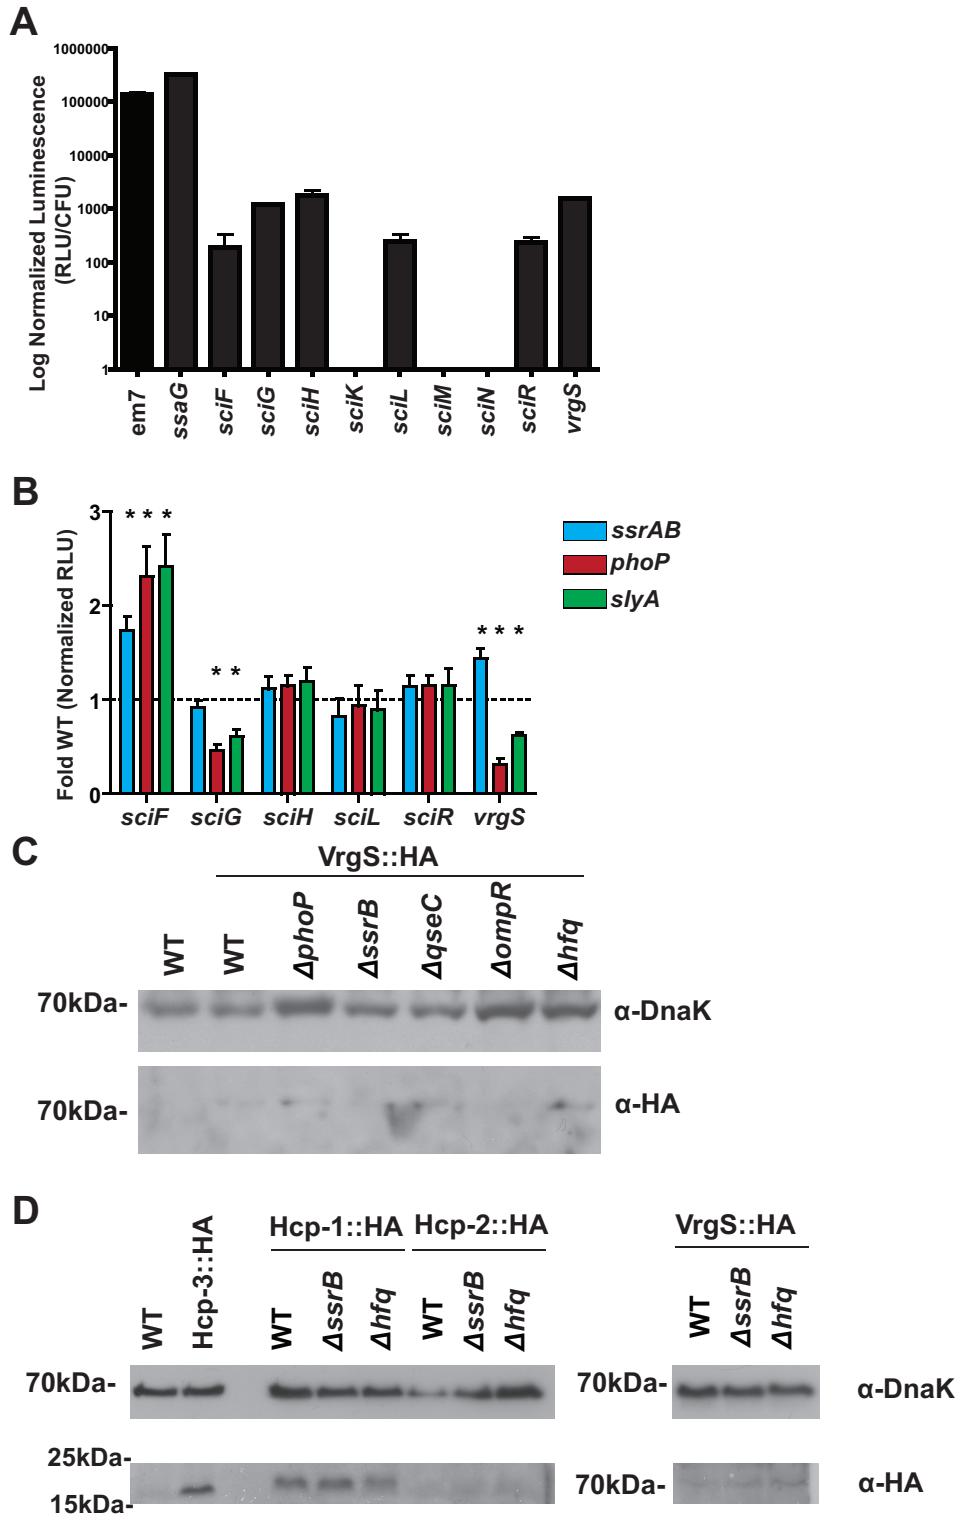 A
Log Normalized Luminescence
(RLU/CFU)
1000000
100000
10000
1000
100
10
1
em7 ssaG sciF sciG sciH sciK sciL sciM sciN sciR vrgS
B
Fold WT (Normalized RLU)
3
2
1
0
* * *
* *
* * *
ssrAB
phoP
slyA
sciF sciG sciH sciL sciR vrgS
C
VrgS::HA
WT WT ΔphoP ΔssrB ΔqseC ΔompR Δhfq
70kDa- α-DnaK
70kDa- α-HA
D
Hcp-1::HA Hcp-2::HA VrgS::HA
WT Hcp-3::HA WT ΔssrB Δhfq WT ΔssrB Δhfq WT ΔssrB Δhfq
70kDa- 70kDa- α-DnaK
25kDa-
15kDa-
70kDa- α-HA